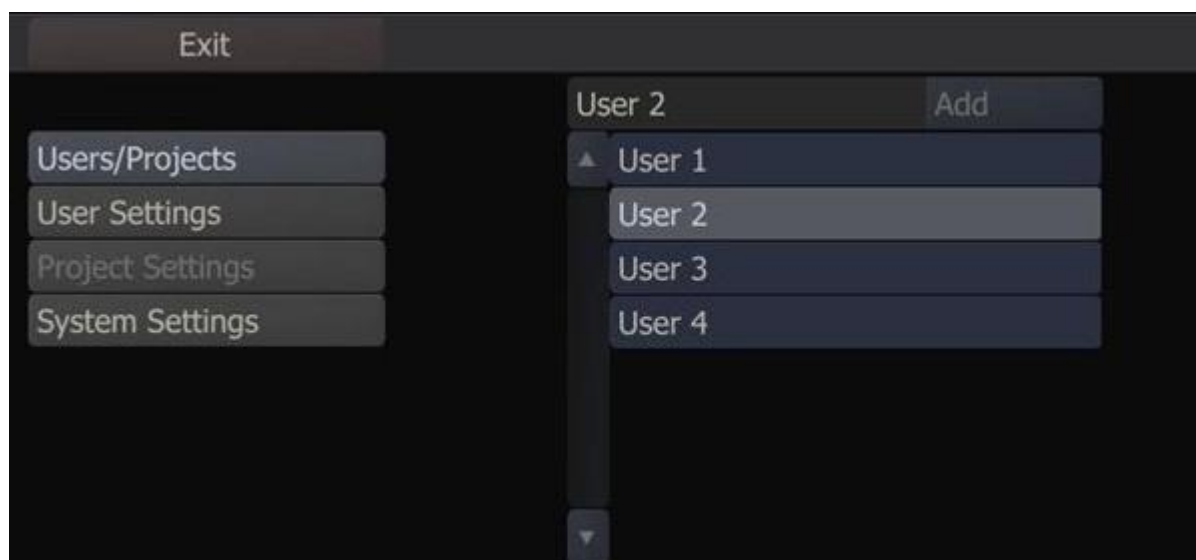 Exit
User 2 Add
Users/Projects
User Settings
Project Settings
System Settings
User 1
User 2
User 3
User 4